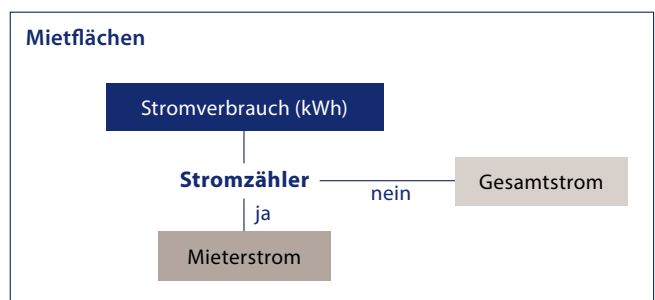 Mietflächen
Stromverbrauch (kWh)
Stromzähler
nein
Gesamtstrom
ja
Mieterstrom